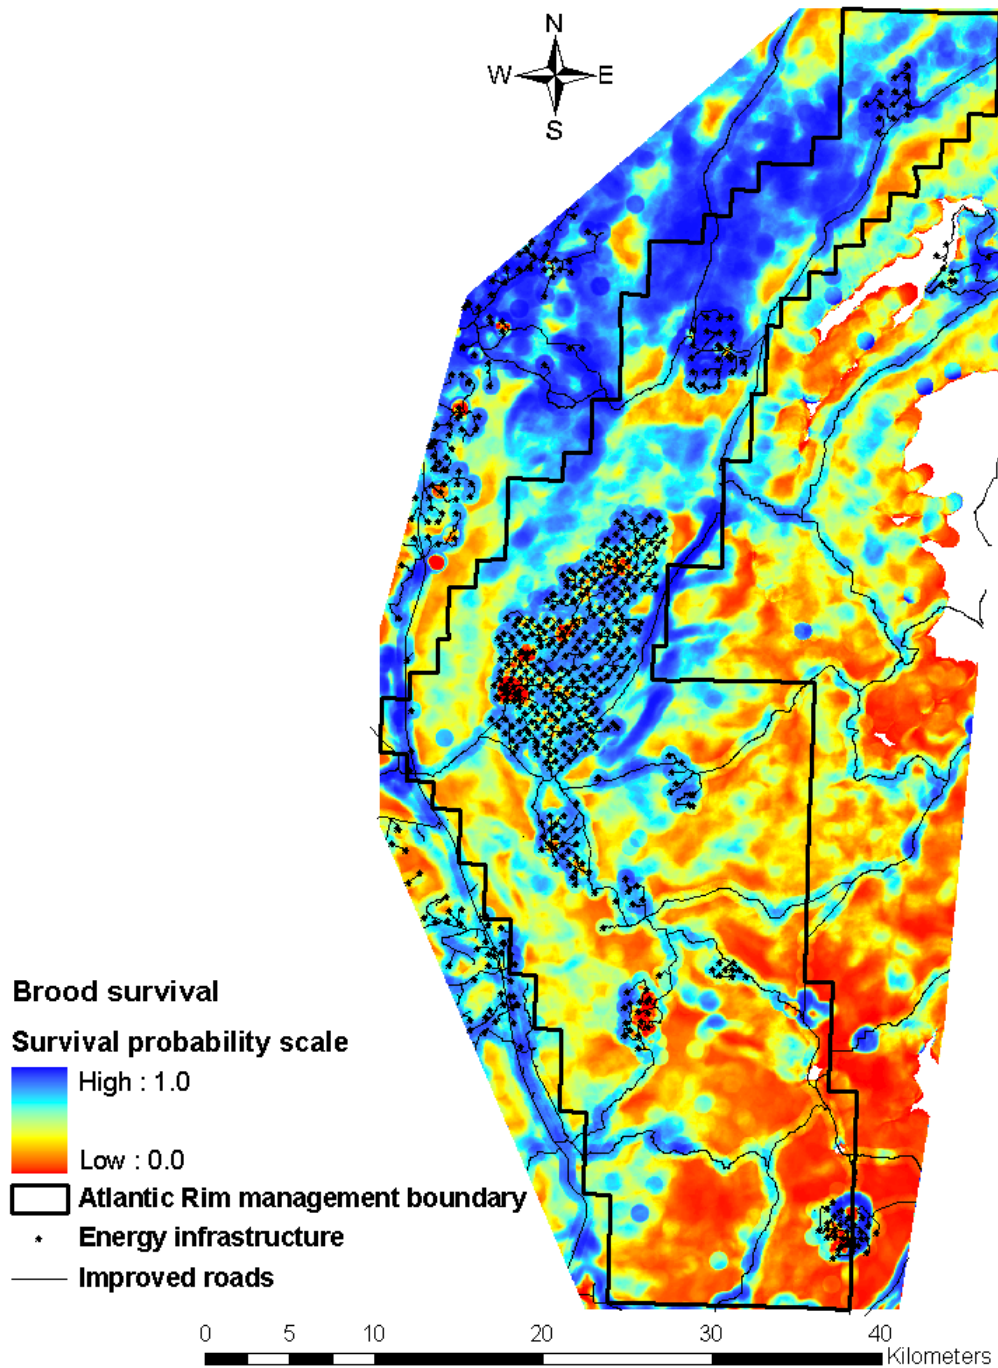 N
W E
S
Brood survival
Survival probability scale
High : 1.0
Low : 0.0
Atlantic Rim management boundary
Energy infrastructure
Improved roads
0 5 10 20 30 40
Kilometers